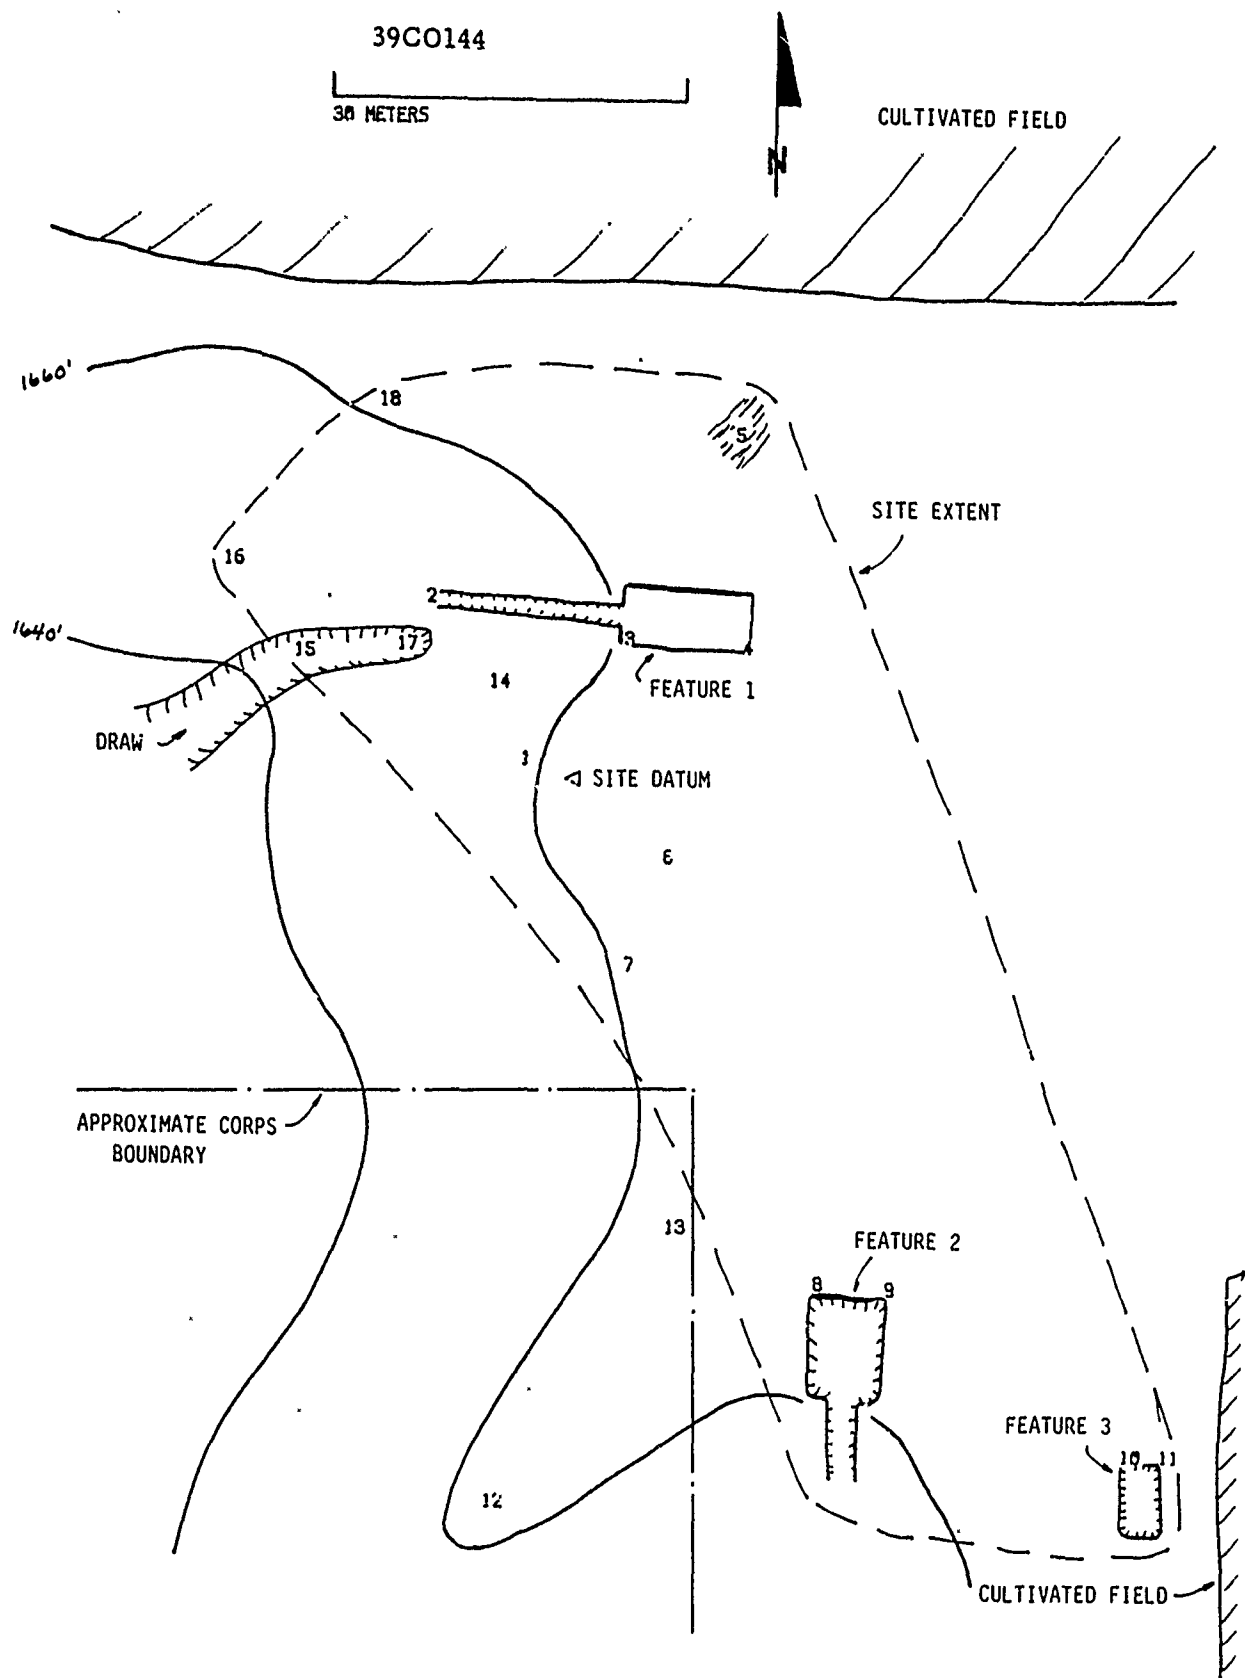 39CO144
30 METERS
N
CULTIVATED FIELD
1660'
18
5
SITE EXTENT
16
2
3
1640'
15
17
14
FEATURE 1
DRAW
1
SITE DATUM
7
APPROXIMATE CORPS
BOUNDARY
13
FEATURE 2
8
9
FEATURE 3
10
11
12
CULTIVATED FIELD